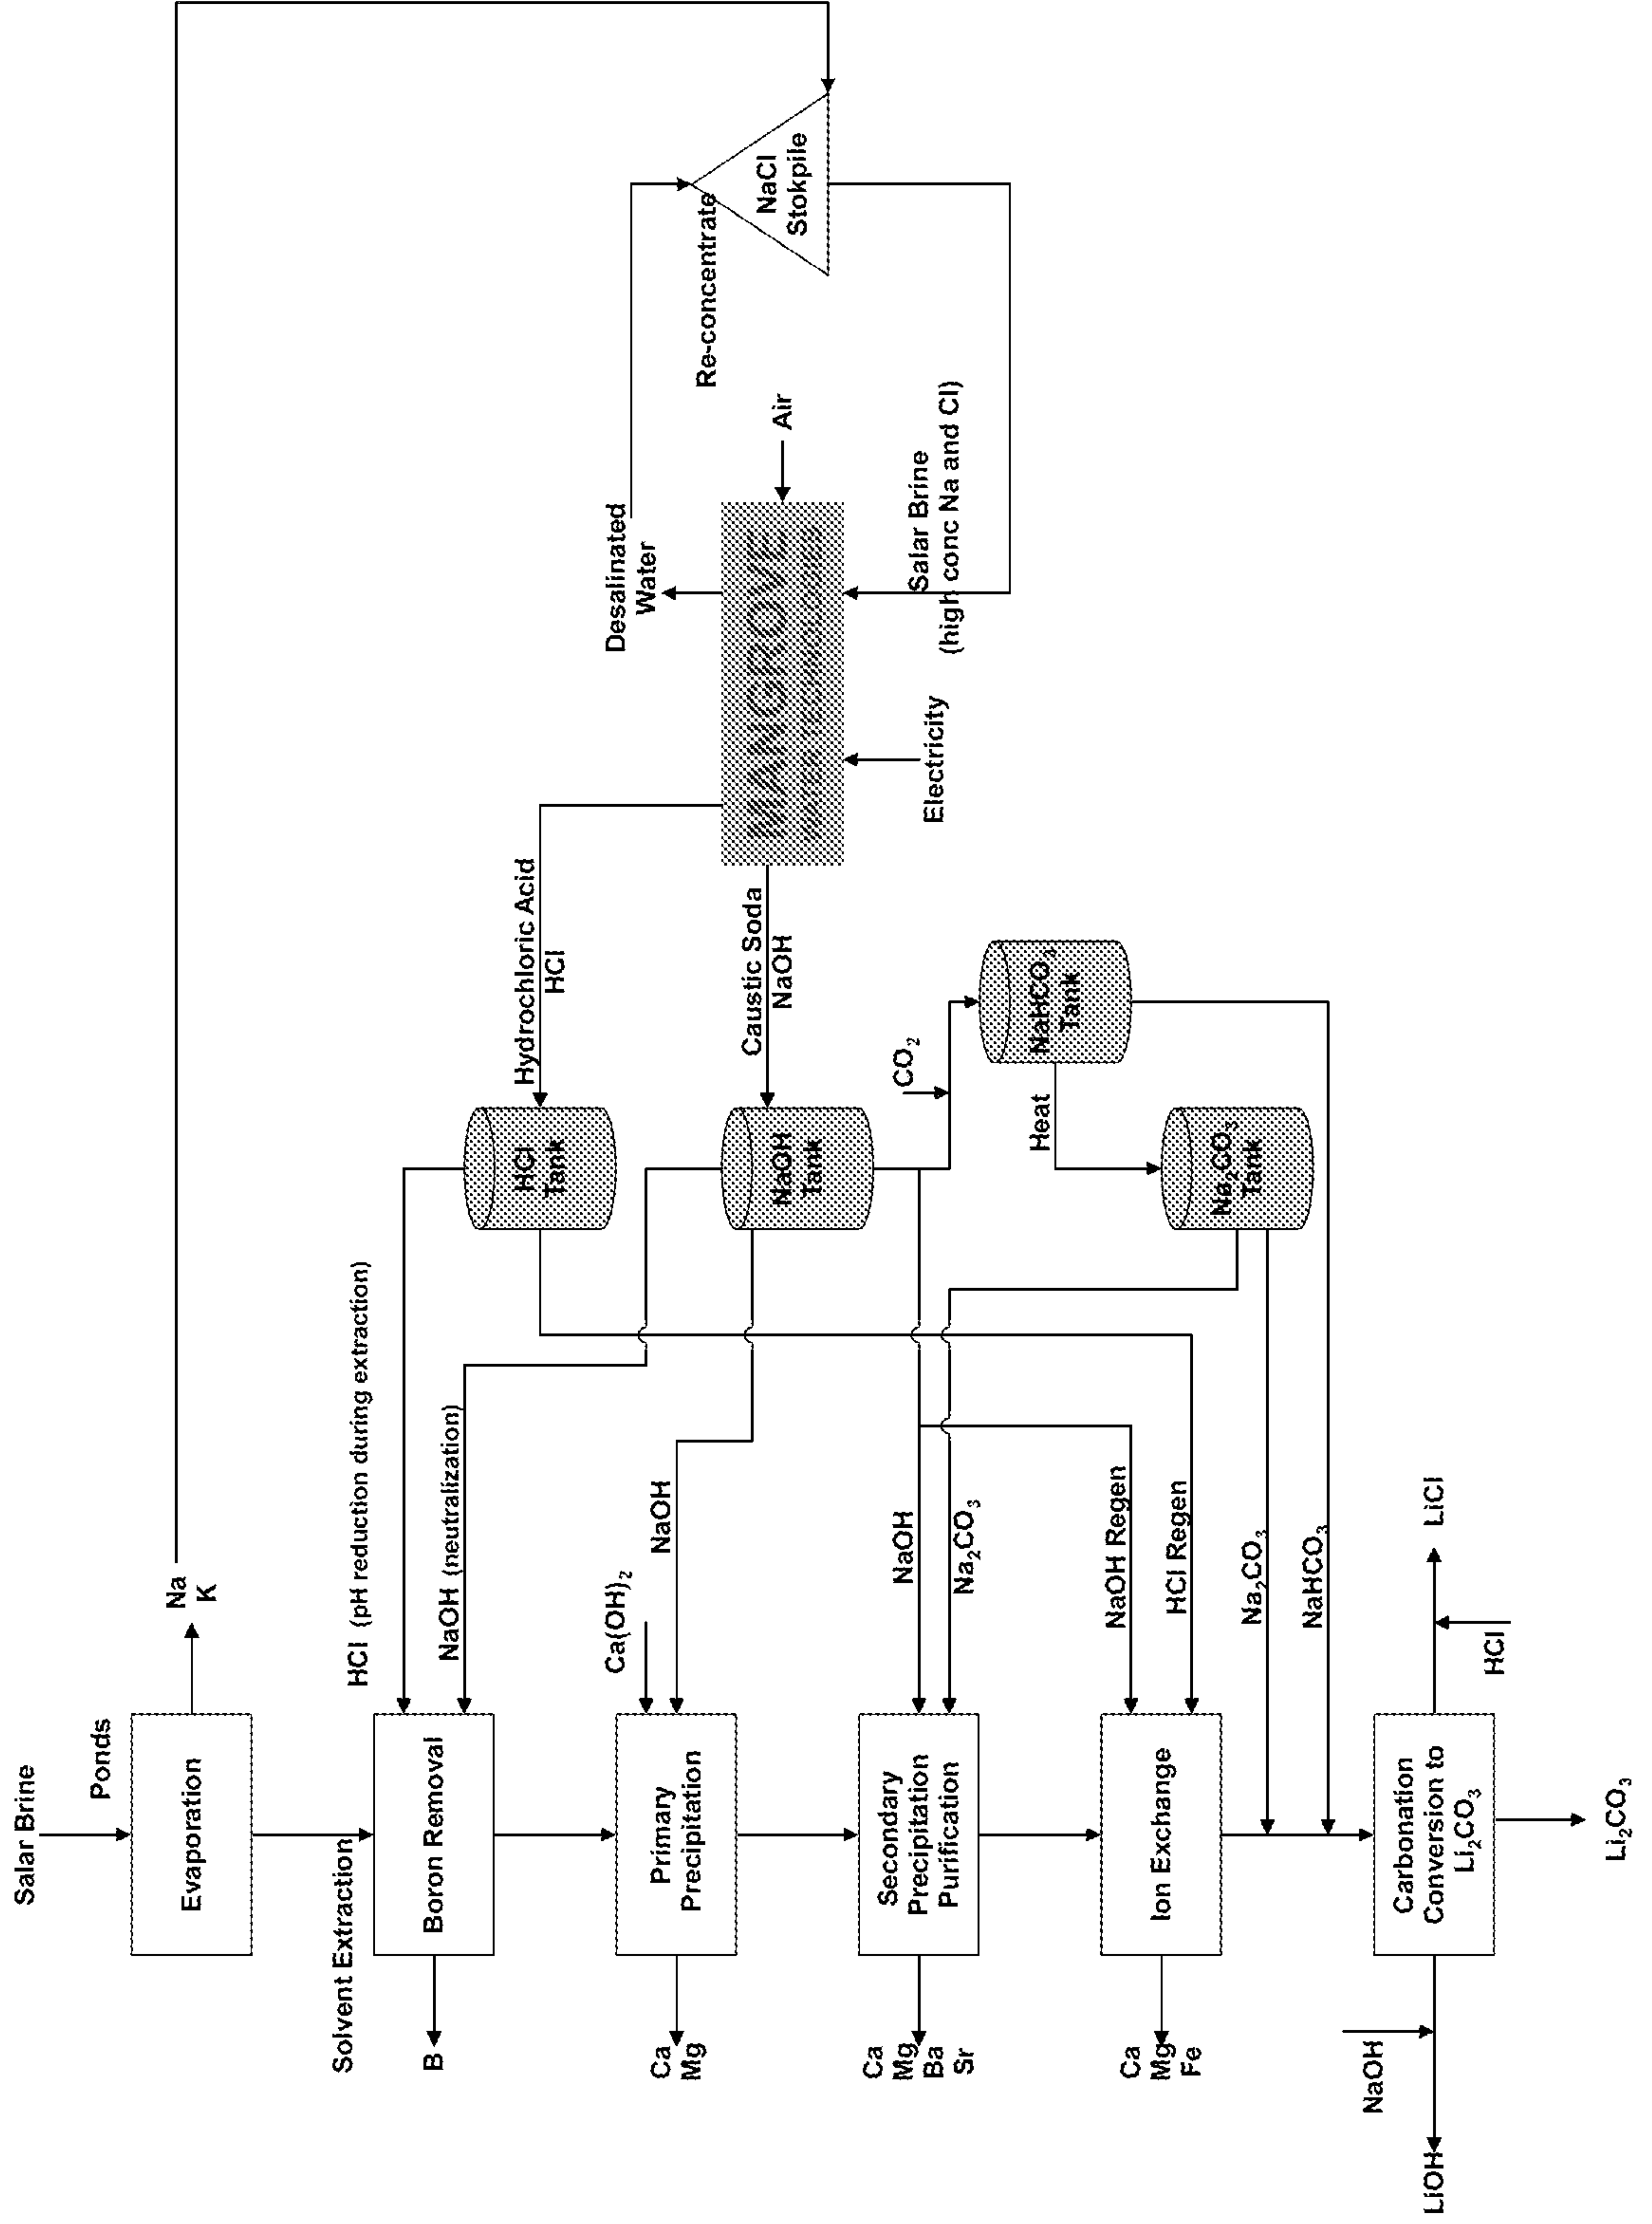 Salar Brine
Ponds
Evaporation
Na
K
Solvent Extraction
Boron Removal
B
HCl (pH reduction during extraction)
NaOH (neutralization)
Primary
Precipitation
Ca
Mg
Ca(OH)₂
NaOH
Secondary
Precipitation
Purification
Ca
Mg
Ba
Sr
NaOH
Na₂CO₃
Ion Exchange
Ca
Mg
Fe
NaOH Regen
HCl Regen
Na₂CO₃
NaHCO₃
Carbonation
Conversion to
Li₂CO₃
NaOH
LiOH
HCl
LiCl
Li₂CO₃
HCl
Tank
NaOH
Tank
Na₂CO₃
Tank
NaHCO₃
Tank
Heat
CO₂
Hydrochloric Acid
HCl
Caustic Soda
NaOH
MANGROVE
Electricity
Desalinated
Water
Air
Salar Brine
(high conc Na and Cl)
Re-concentrate
NaCl
Stokpile